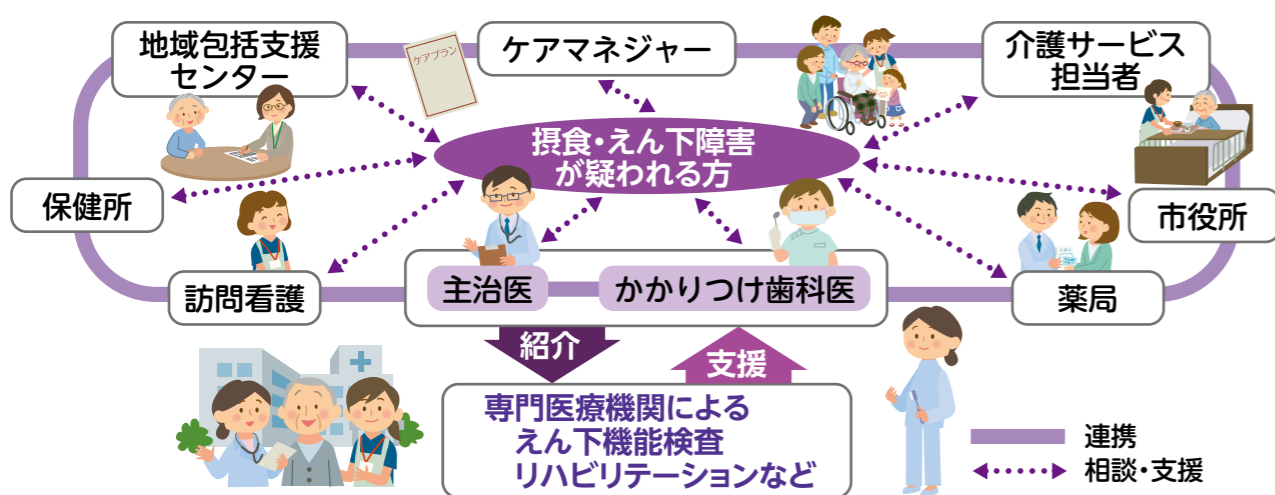 地域包括支援
センター
ケアプラン
ケアマネジャー
介護サービス
担当者
摂食・えん下障害
が疑われる方
保健所
市役所
訪問看護
主治医
かかりつけ歯科医
薬局
紹介
支援
専門医療機関による
えん下機能検査
リハビリテーションなど
連携
相談・支援